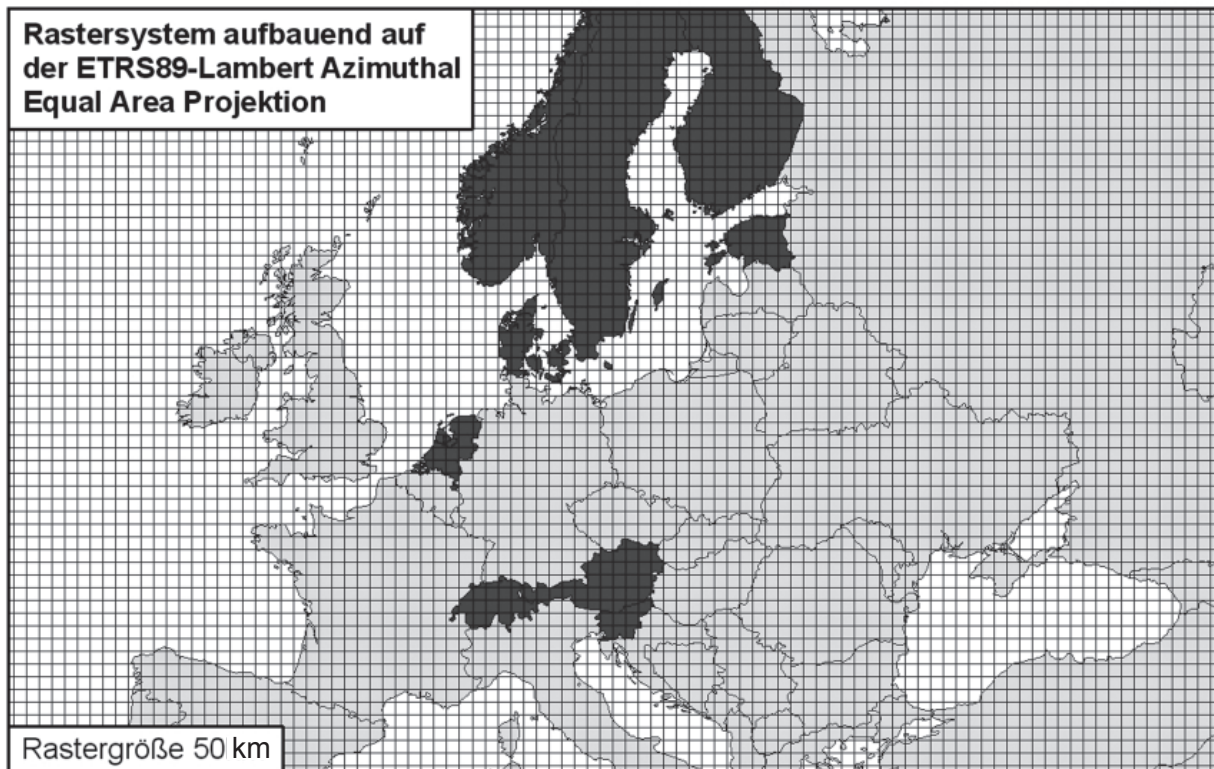 Rastersystem aufbauend auf
der ETRS89-Lambert Azimuthal
Equal Area Projektion
Rastergröße 50 km